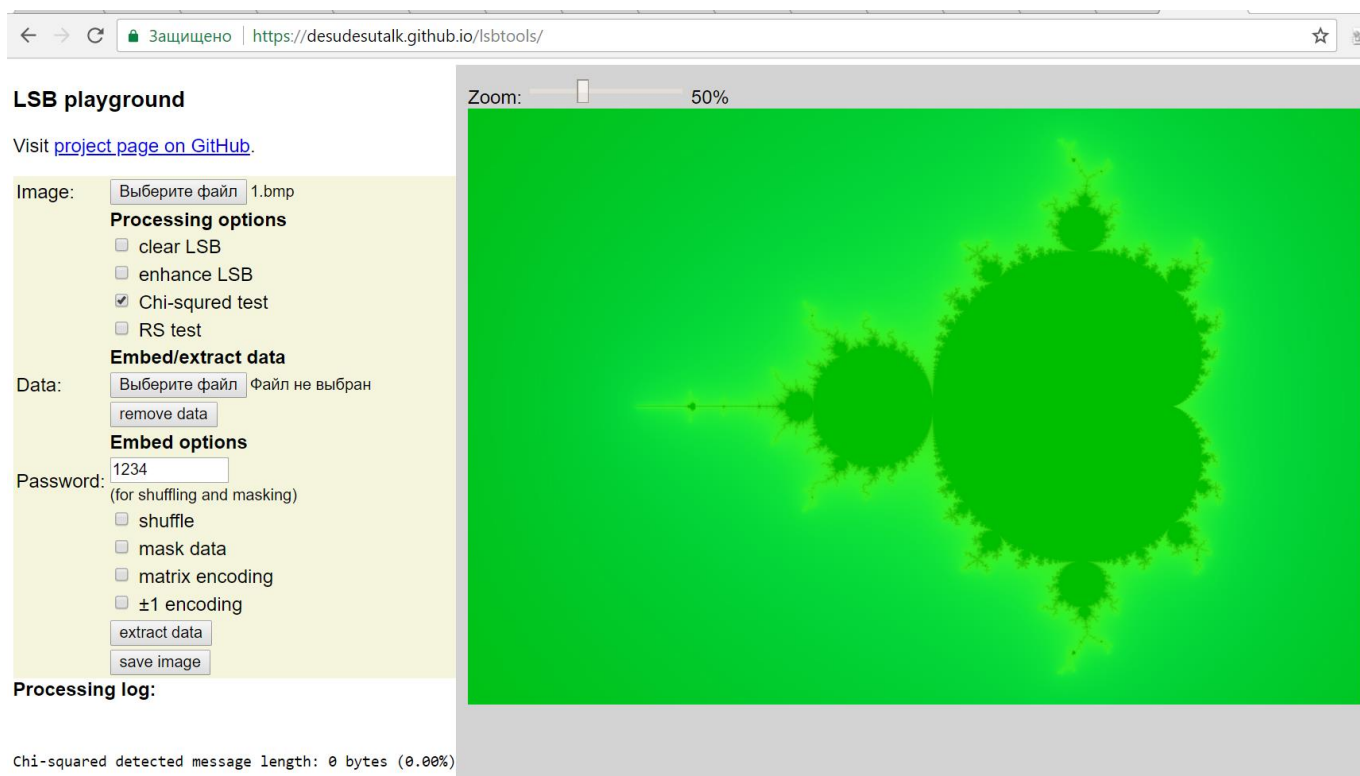 Защищено https://desudesutalk.github.io/lsbtools/
LSB playground
Visit project page on GitHub.
Image: Выберите файл 1.bmp
Processing options
clear LSB
enhance LSB
Chi-squred test
RS test
Embed/extract data
Data: Выберите файл Файл не выбран
remove data
Embed options
Password: 1234
(for shuffling and masking)
shuffle
mask data
matrix encoding
±1 encoding
extract data
save image
Processing log:
Chi-squared detected message length: 0 bytes (0.00%)
Zoom: 50%